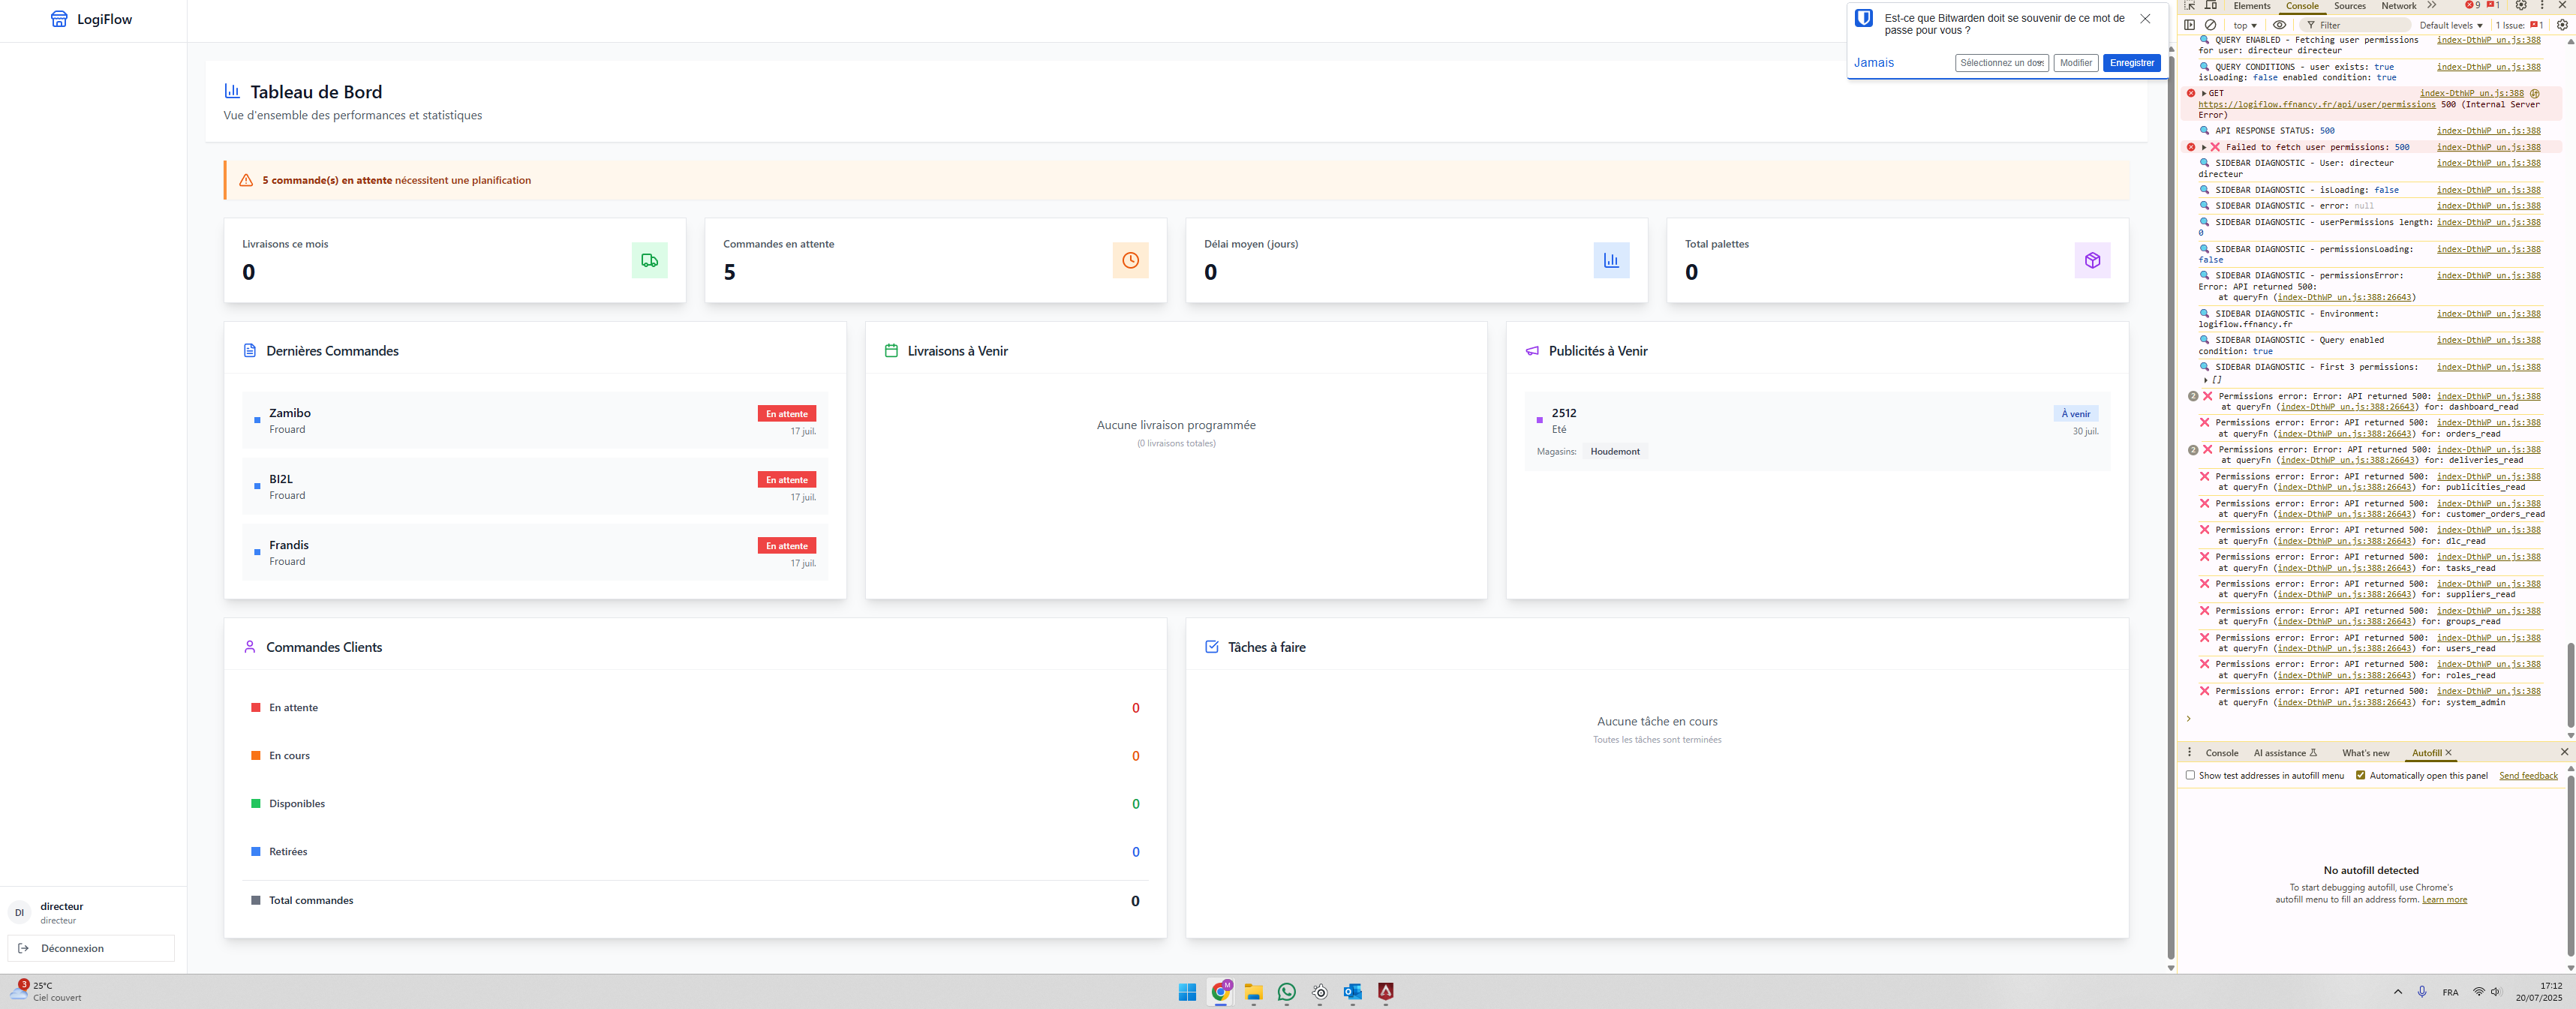 LogiFlow
Tableau de Bord
Vue d'ensemble des performances et statistiques
5 commande(s) en attente nécessitent une planification
Livraisons ce mois
0
Commandes en attente
5
Délai moyen (jours)
0
Total palettes
0
Dernières Commandes
Zamibo
Frouard
En attente
17 juil.
BI2L
Frouard
En attente
17 juil.
Frandis
Frouard
En attente
17 juil.
Livraisons à Venir
Aucune livraison programmée
(0 livraisons totales)
Publicités à Venir
2512
Eté
À venir
30 juil.
Magasins: Houdemont
Commandes Clients
En attente 0
En cours 0
Disponibles 0
Retirées 0
Total commandes 0
Tâches à faire
Aucune tâche en cours
Toutes les tâches sont terminées
DI
directeur
directeur
Déconnexion
Est-ce que Bitwarden doit se souvenir de ce mot de
passe pour vous ?
Jamais
Sélectionnez un dos
Modifier
Enregistrer
Elements Console Sources Network 9 1
top Filter Default levels 1 Issue: 1
QUERY ENABLED - Fetching user permissions index-DthWP_un.js:388
for user: directeur directeur
QUERY CONDITIONS - user exists: true index-DthWP_un.js:388
isLoading: false enabled condition: true
GET index-DthWP_un.js:388
https://logiflow.ffnancy.fr/api/user/permissions 500 (Internal Server
Error)
API RESPONSE STATUS: 500 index-DthWP_un.js:388
Failed to fetch user permissions: 500 index-DthWP_un.js:388
SIDEBAR DIAGNOSTIC - User: directeur index-DthWP_un.js:388
directeur
SIDEBAR DIAGNOSTIC - isLoading: false index-DthWP_un.js:388
SIDEBAR DIAGNOSTIC - error: null index-DthWP_un.js:388
SIDEBAR DIAGNOSTIC - userPermissions length: index-DthWP_un.js:388
0
SIDEBAR DIAGNOSTIC - permissionsLoading: index-DthWP_un.js:388
false
SIDEBAR DIAGNOSTIC - permissionsError: index-DthWP_un.js:388
Error: API returned 500:
at queryFn (index-DthWP_un.js:388:26643)
SIDEBAR DIAGNOSTIC - Environment: index-DthWP_un.js:388
logiflow.ffnancy.fr
SIDEBAR DIAGNOSTIC - Query enabled index-DthWP_un.js:388
condition: true
SIDEBAR DIAGNOSTIC - First 3 permissions: index-DthWP_un.js:388
[]
2 Permissions error: Error: API returned 500: index-DthWP_un.js:388
at queryFn (index-DthWP_un.js:388:26643) for: dashboard_read
Permissions error: Error: API returned 500: index-DthWP_un.js:388
at queryFn (index-DthWP_un.js:388:26643) for: orders_read
2 Permissions error: Error: API returned 500: index-DthWP_un.js:388
at queryFn (index-DthWP_un.js:388:26643) for: deliveries_read
Permissions error: Error: API returned 500: index-DthWP_un.js:388
at queryFn (index-DthWP_un.js:388:26643) for: publicities_read
Permissions error: Error: API returned 500: index-DthWP_un.js:388
at queryFn (index-DthWP_un.js:388:26643) for: customer_orders_read
Permissions error: Error: API returned 500: index-DthWP_un.js:388
at queryFn (index-DthWP_un.js:388:26643) for: dlc_read
Permissions error: Error: API returned 500: index-DthWP_un.js:388
at queryFn (index-DthWP_un.js:388:26643) for: tasks_read
Permissions error: Error: API returned 500: index-DthWP_un.js:388
at queryFn (index-DthWP_un.js:388:26643) for: suppliers_read
Permissions error: Error: API returned 500: index-DthWP_un.js:388
at queryFn (index-DthWP_un.js:388:26643) for: groups_read
Permissions error: Error: API returned 500: index-DthWP_un.js:388
at queryFn (index-DthWP_un.js:388:26643) for: users_read
Permissions error: Error: API returned 500: index-DthWP_un.js:388
at queryFn (index-DthWP_un.js:388:26643) for: roles_read
Permissions error: Error: API returned 500: index-DthWP_un.js:388
at queryFn (index-DthWP_un.js:388:26643) for: system_admin
Console AI assistance What's new Autofill
Show test addresses in autofill menu Automatically open this panel Send feedback
No autofill detected
To start debugging autofill, use Chrome's
autofill menu to fill an address form. Learn more
3
25°C
Ciel couvert
M
FRA
17:12
20/07/2025